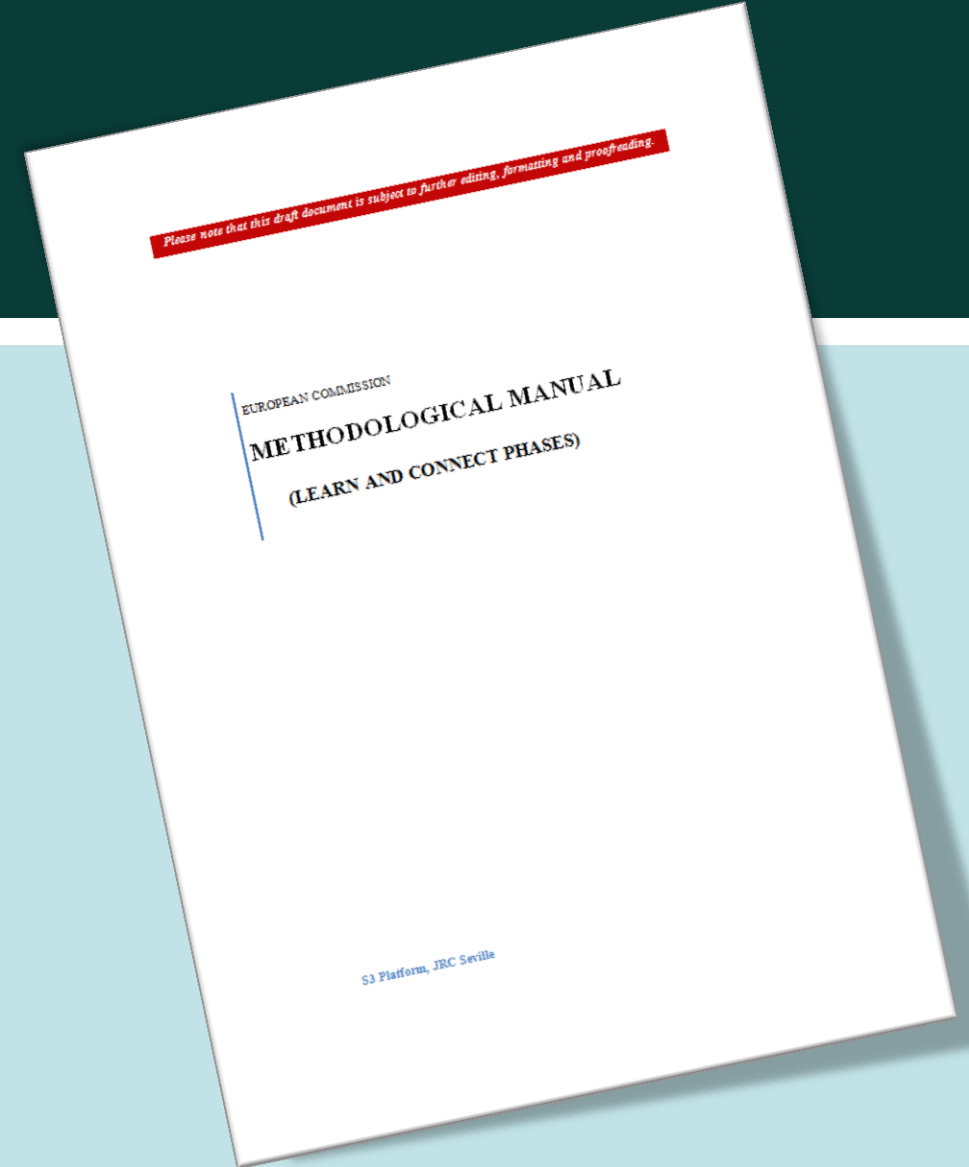 Please note that this draft document is subject to further editing, formatting and proofreading.
EUROPEAN COMMISSION
METHODOLOGICAL MANUAL
(LEARN AND CONNECT PHASES)
S3 Platform, JRC Seville